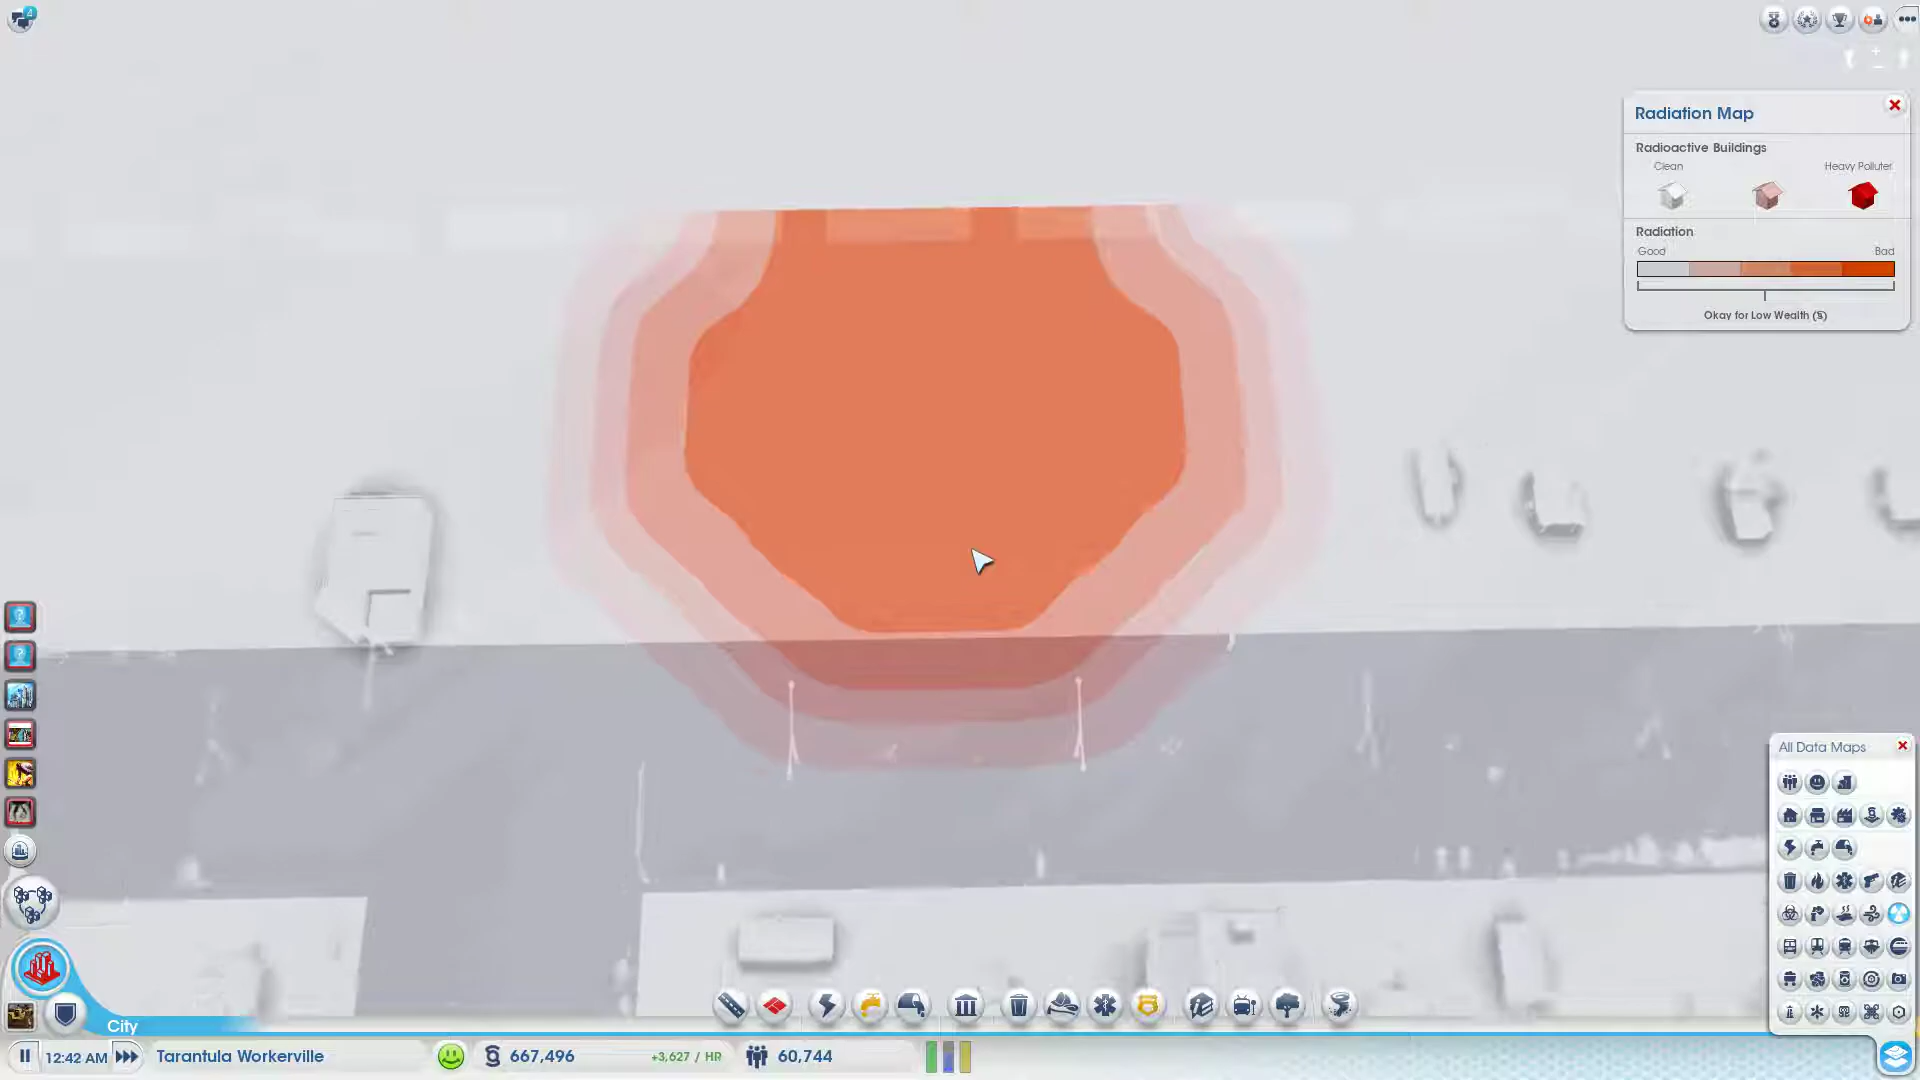 4
Radiation Map
Radioactive Buildings
Clean
Heavy Polluter
Radiation
Good
Bad
Okay for Low Wealth (§)
All Data Maps
City
12:42 AM
Tarantula Workerville
667,496
+3,627 / HR
60,744